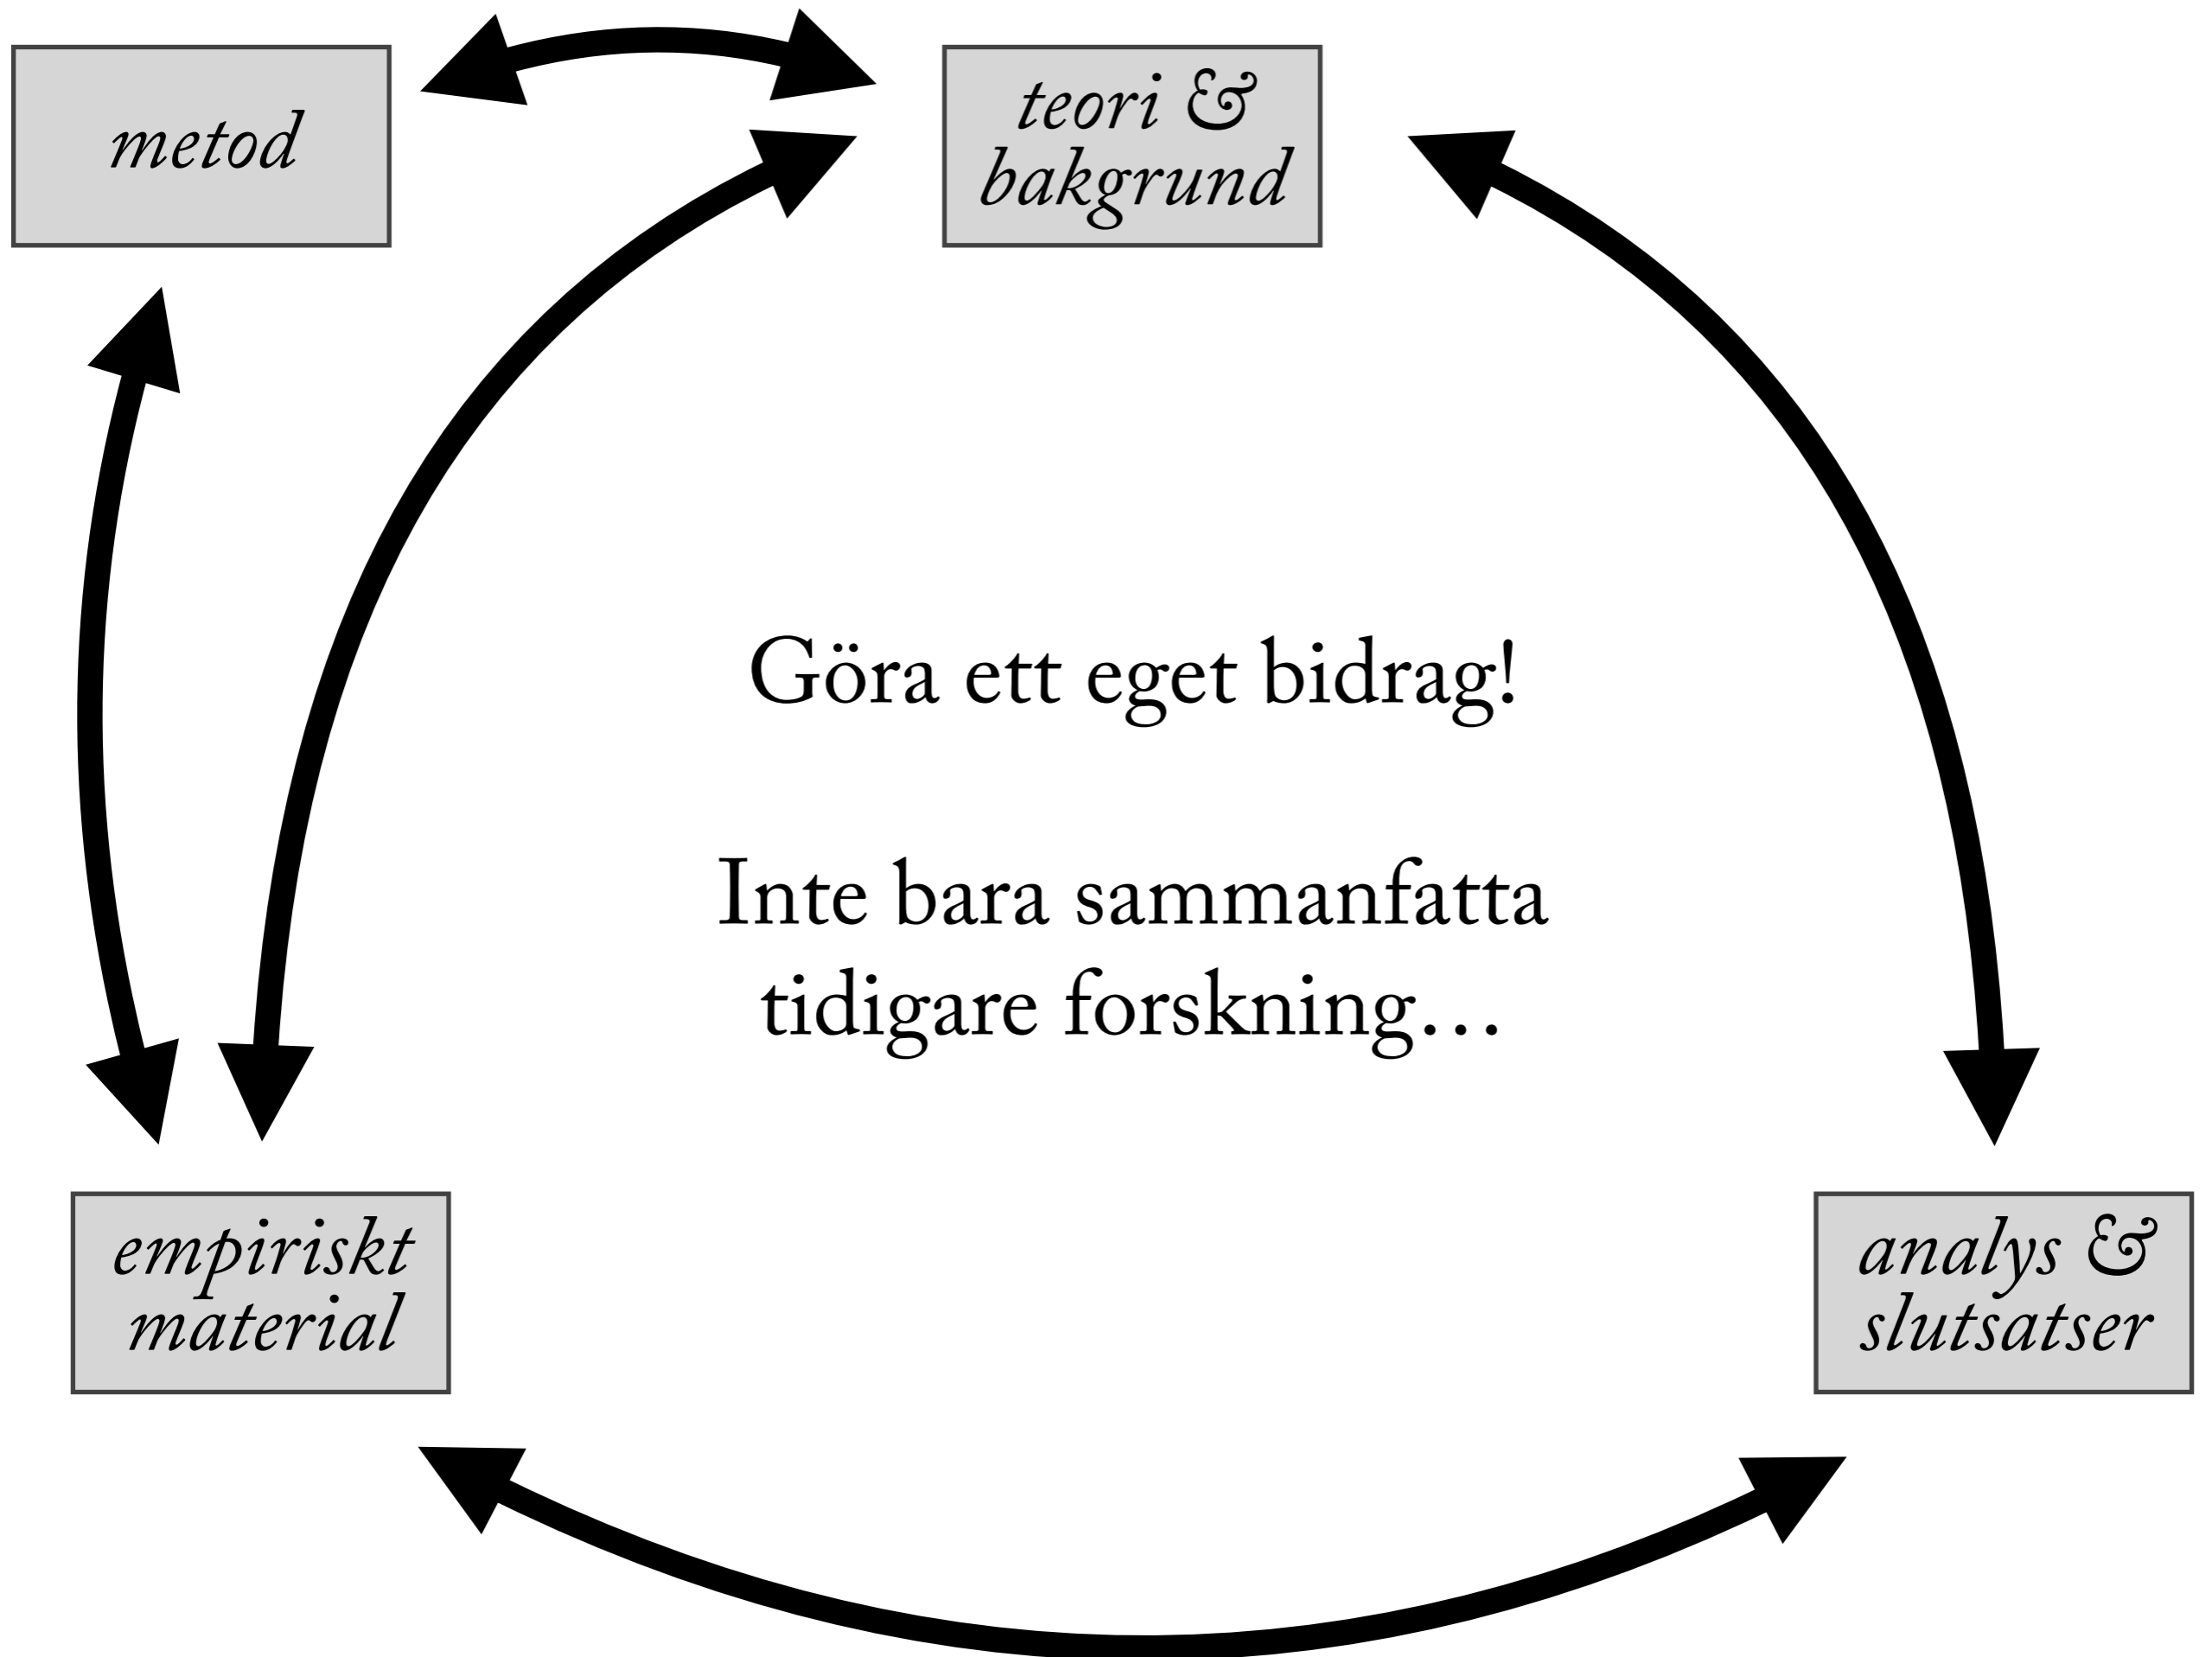 metod
teori &
bakgrund
Göra ett eget bidrag!
Inte bara sammanfatta
tidigare forskning…
empiriskt
material
analys &
slutsatser